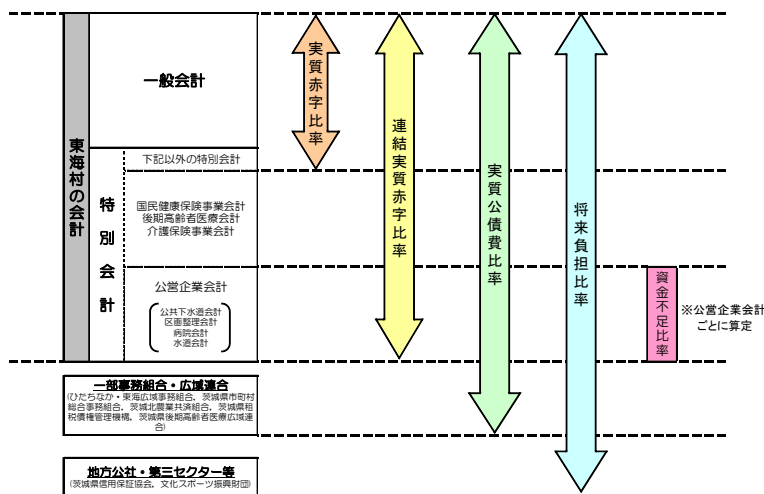 東海村の会計
一般会計
特別会計
下記以外の特別会計
国民健康保険事業会計
後期高齢者医療会計
介護保険事業会計
公営企業会計
公共下水道会計
区画整理会計
病院会計
水道会計
一部事務組合・広域連合
(ひたちなか・東海広域事務組合、茨城県市町村
総合事務組合、茨城北農業共済組合、茨城県租
税債権管理機構、茨城県後期高齢者医療広域連
合)
地方公社・第三セクター等
(茨城県信用保証協会、文化スポーツ振興財団)
実質赤字比率
連結実質赤字比率
実質公債費比率
将来負担比率
資金不足比率
※公営企業会計
ごとに算定